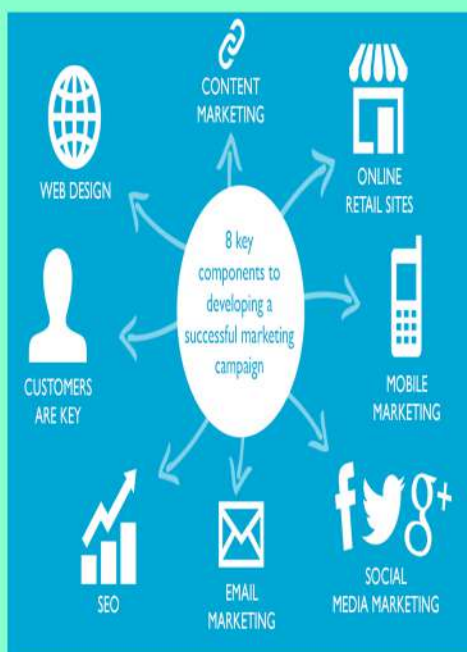 CONTENT
MARKETING
ONLINE
RETAIL SITES
WEB DESIGN
8 key
components to
developing a
successful marketing
campaign
CUSTOMERS
ARE KEY
MOBILE
MARKETING
SEO
EMAIL
MARKETING
f
g+
SOCIAL
MEDIA MARKETING